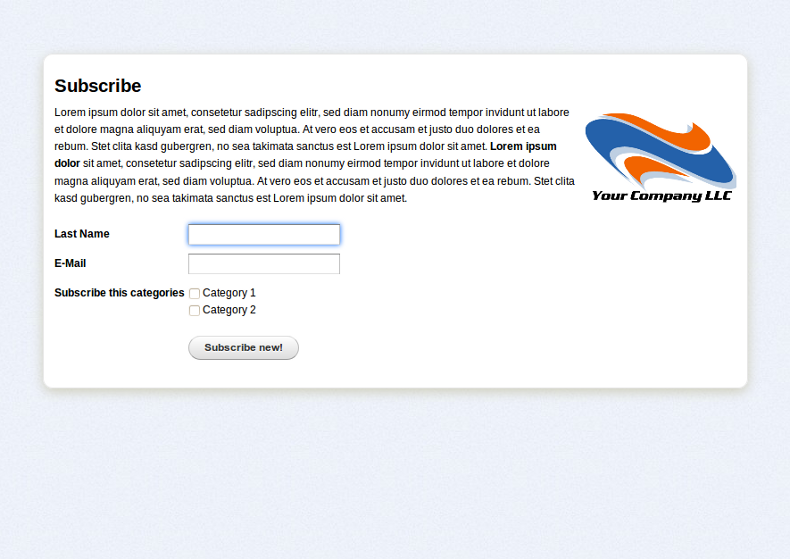 Subscribe
Lorem ipsum dolor sit amet, consetetur sadipscing elitr, sed diam nonumy eirmod tempor invidunt ut labore
et dolore magna aliquyam erat, sed diam voluptua. At vero eos et accusam et justo duo dolores et ea
rebum. Stet clita kasd gubergren, no sea takimata sanctus est Lorem ipsum dolor sit amet. Lorem ipsum
dolor sit amet, consetetur sadipscing elitr, sed diam nonumy eirmod tempor invidunt ut labore et dolore
magna aliquyam erat, sed diam voluptua. At vero eos et accusam et justo duo dolores et ea rebum. Stet clita
kasd gubergren, no sea takimata sanctus est Lorem ipsum dolor sit amet.
Your Company LLC
Last Name
E-Mail
Subscribe this categories Category 1
Category 2
Subscribe new!